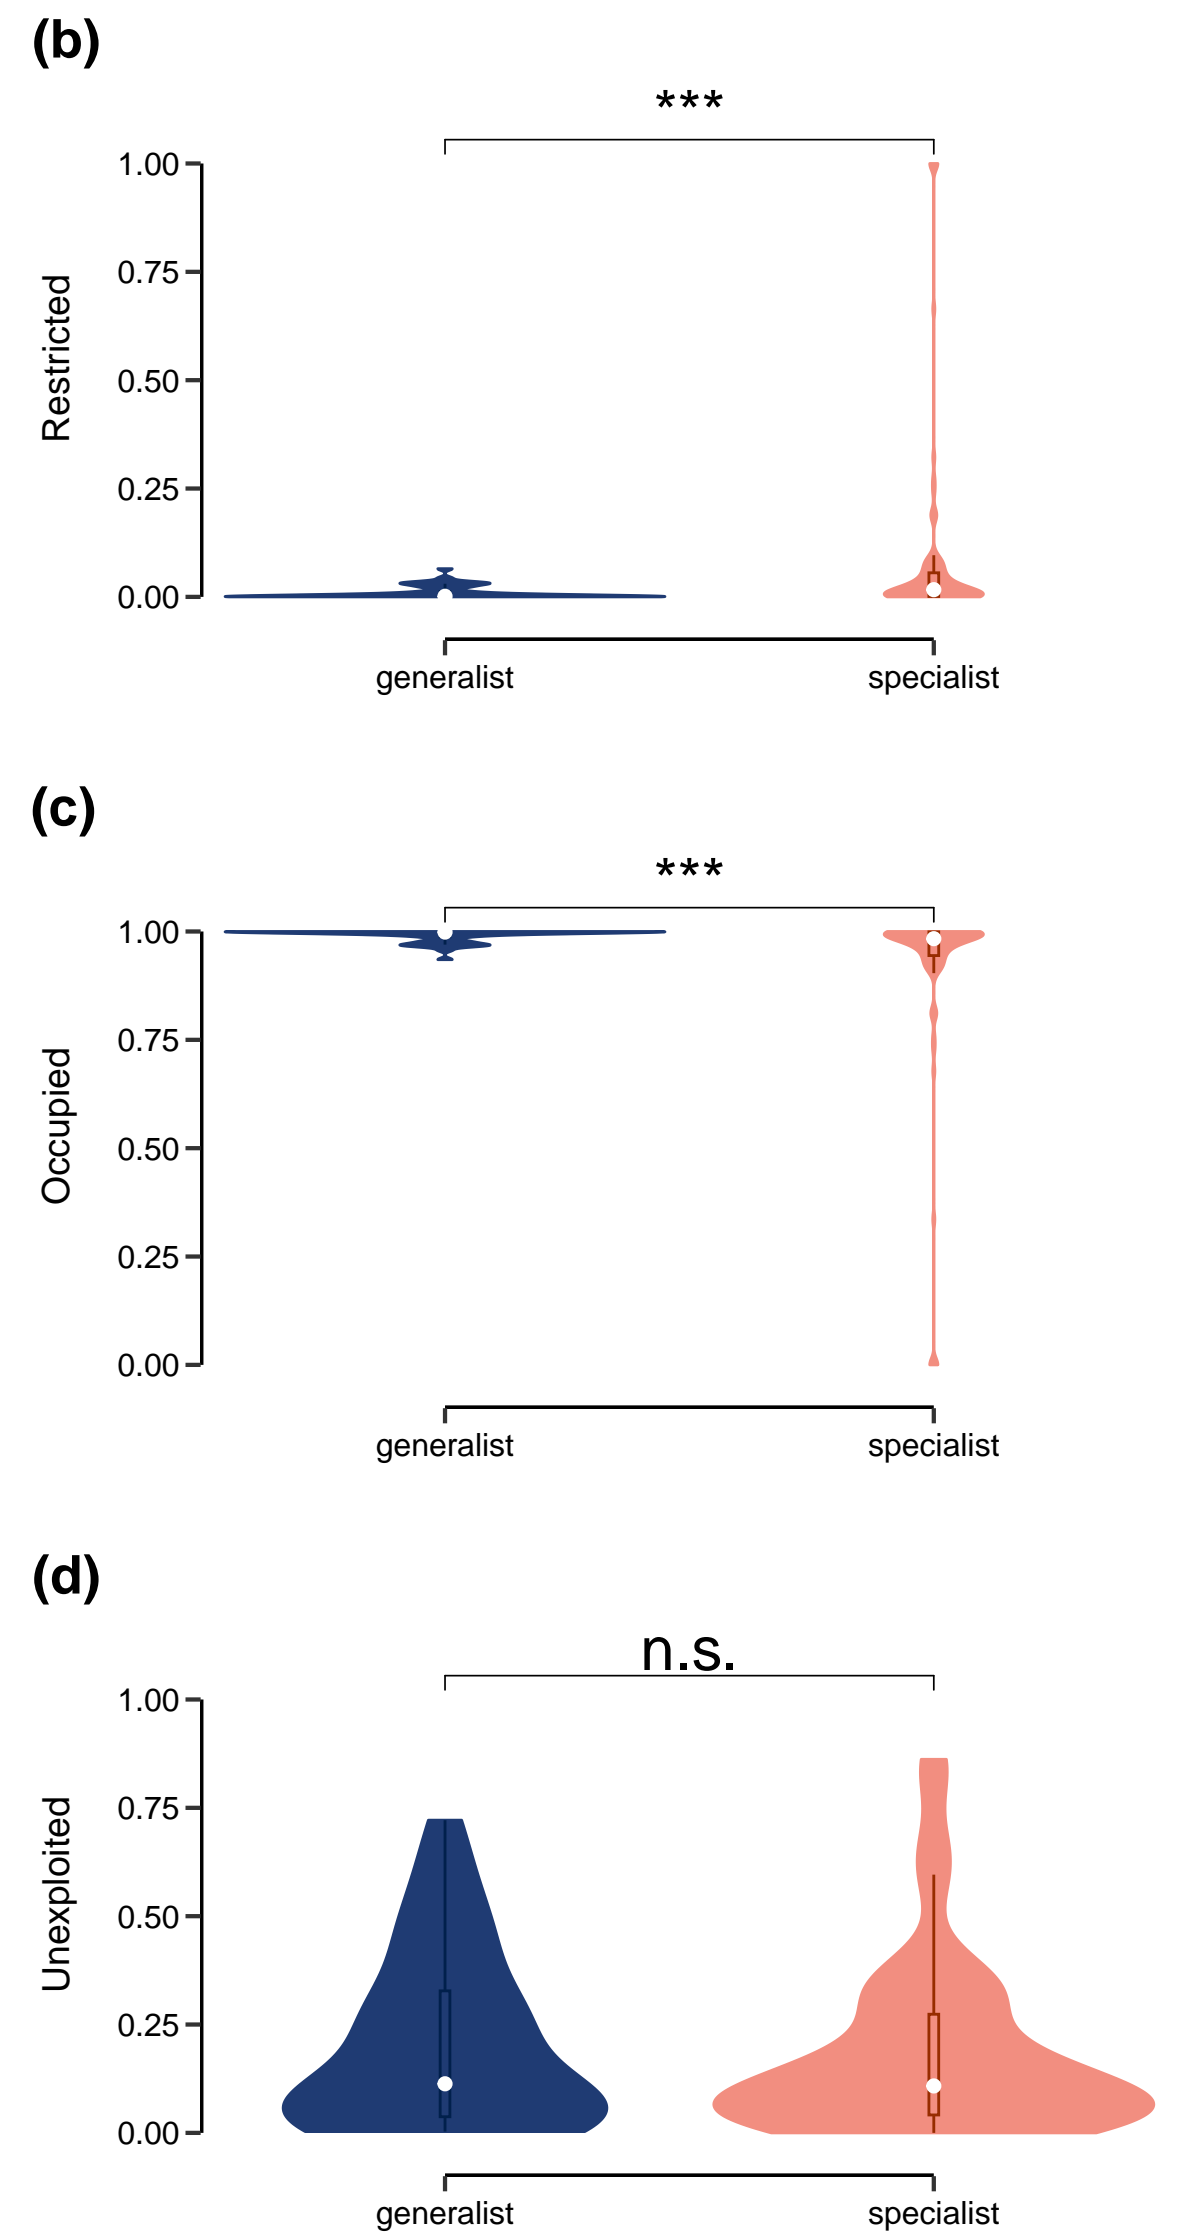 (b)
***
1.00
0.75
0.50
0.25
0.00
Restricted
generalist specialist
(c)
***
1.00
0.75
0.50
0.25
0.00
Occupied
generalist specialist
(d)
n.s.
1.00
0.75
0.50
0.25
0.00
Unexploited
generalist specialist